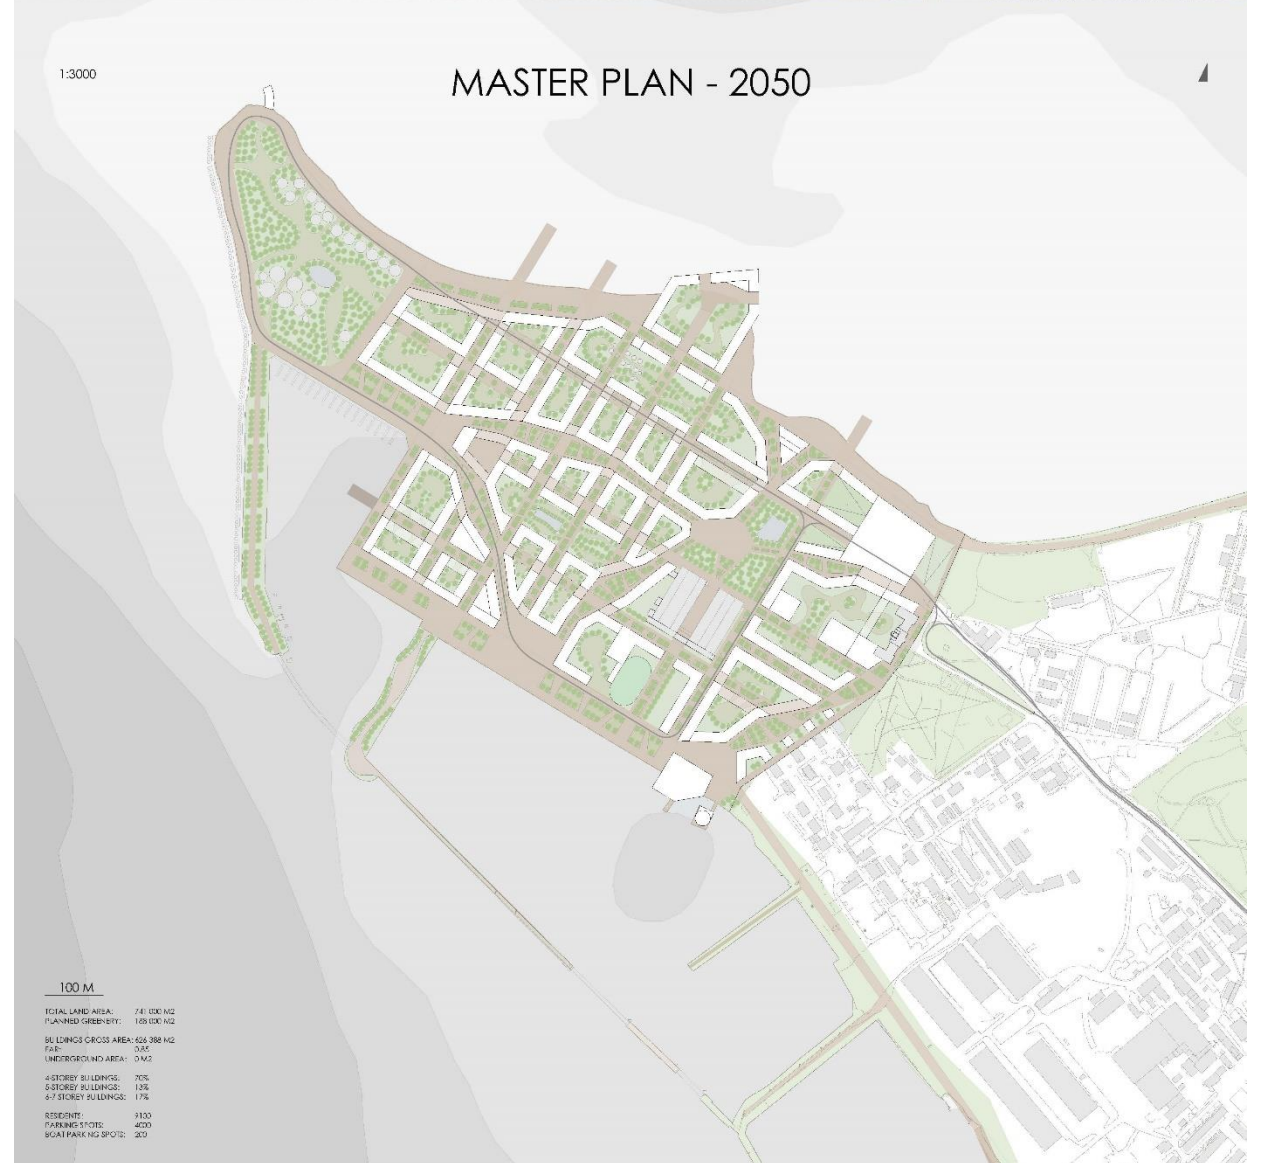 1:3000
MASTER PLAN - 2050
100 M
TOTAL LAND AREA: 741 000 M2
PLANNED GREENERY: 188 000 M2
BUILDINGS GROSS AREA: 626 388 M2
FAR: 0.85
UNDERGROUND AREA: 0 M2
4-STOREY BUILDINGS: 70%
5-STOREY BUILDINGS: 13%
6-7 STOREY BUILDINGS: 17%
RESIDENTS: 9100
PARKING SPOTS: 4000
BOAT PARKING SPOTS: 200